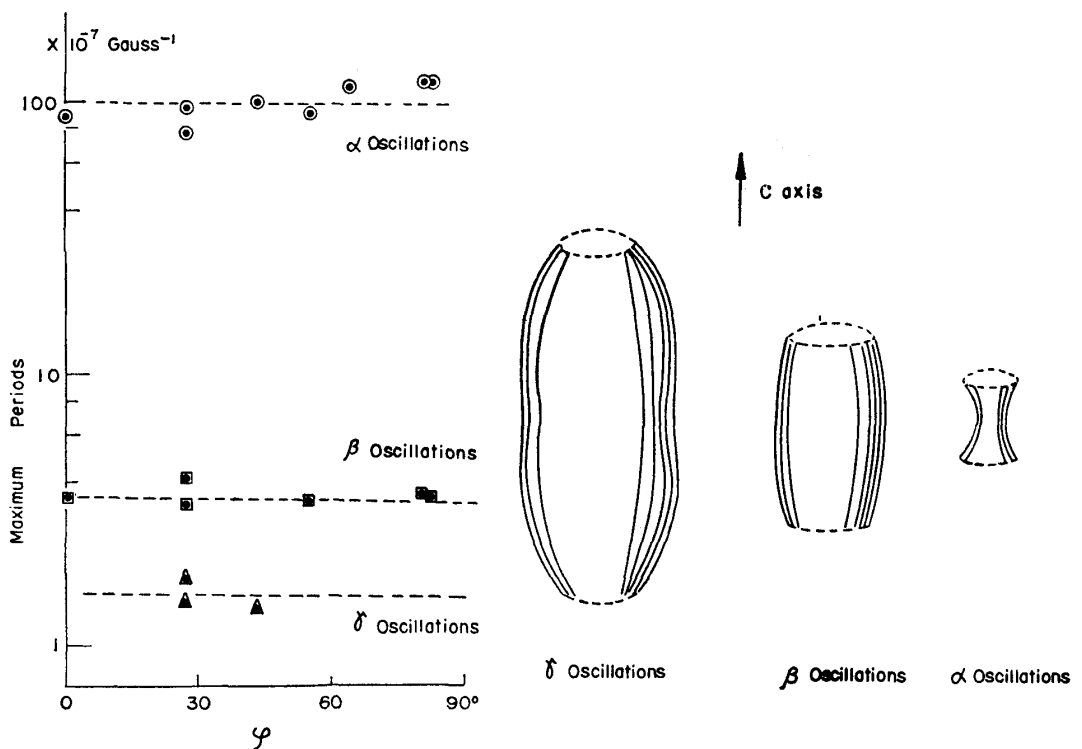 × 10⁻⁷ Gauss⁻¹
100
α Oscillations
C axis
10
Maximum Periods
β Oscillations
γ Oscillations
1
0 30 60 90°
φ
γ Oscillations
β Oscillations
α Oscillations